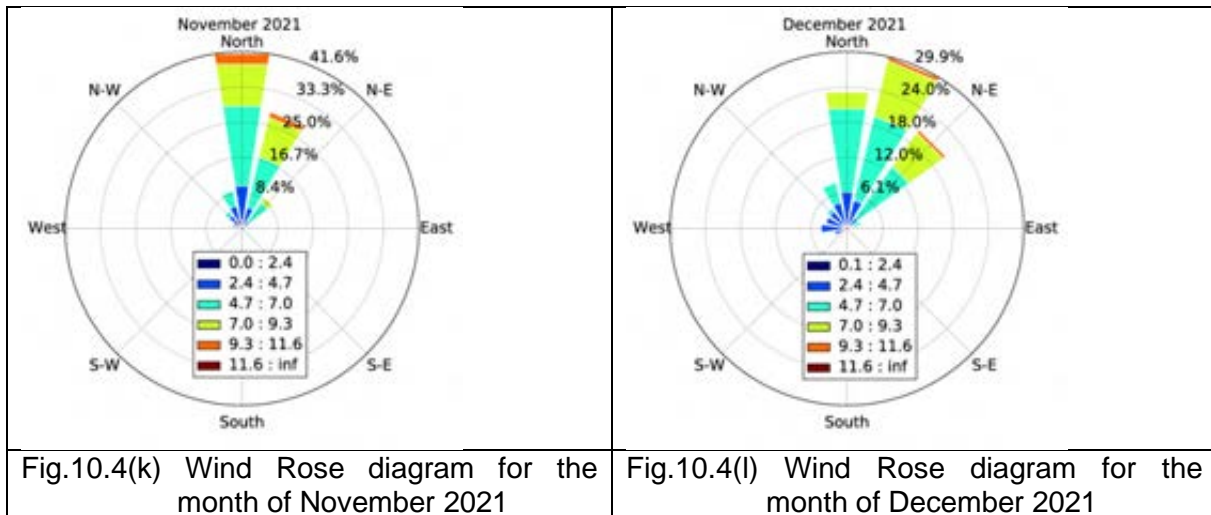 November 2021
North
41.6%
N-W
N-E
33.3%
25.0%
16.7%
8.4%
West
East
0.0 : 2.4
2.4 : 4.7
4.7 : 7.0
7.0 : 9.3
9.3 : 11.6
11.6 : inf
S-W
S-E
South
Fig.10.4(k) Wind Rose diagram for the
month of November 2021
December 2021
North
29.9%
N-W
N-E
24.0%
18.0%
12.0%
6.1%
West
East
0.1 : 2.4
2.4 : 4.7
4.7 : 7.0
7.0 : 9.3
9.3 : 11.6
11.6 : inf
S-W
S-E
South
Fig.10.4(l) Wind Rose diagram for the
month of December 2021